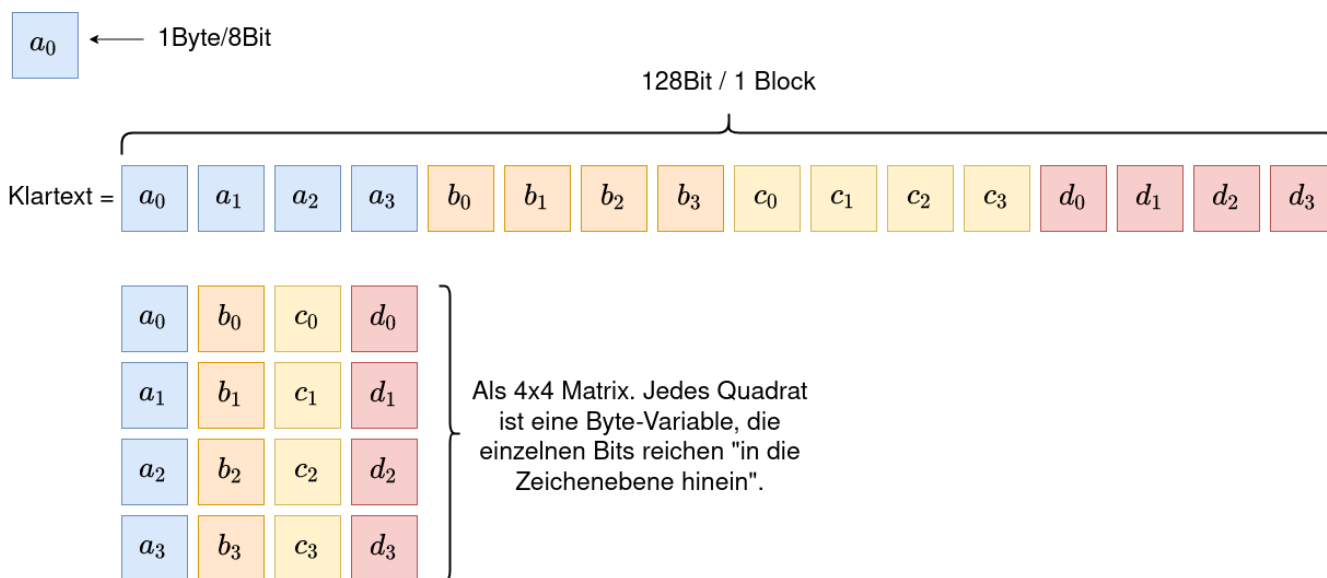 a₀ 1Byte/8Bit
128Bit / 1 Block
Klartext = a₀ a₁ a₂ a₃ b₀ b₁ b₂ b₃ c₀ c₁ c₂ c₃ d₀ d₁ d₂ d₃
a₀ b₀ c₀ d₀
a₁ b₁ c₁ d₁
a₂ b₂ c₂ d₂
a₃ b₃ c₃ d₃
Als 4x4 Matrix. Jedes Quadrat
ist eine Byte-Variable, die
einzelnen Bits reichen "in die
Zeichenebene hinein".